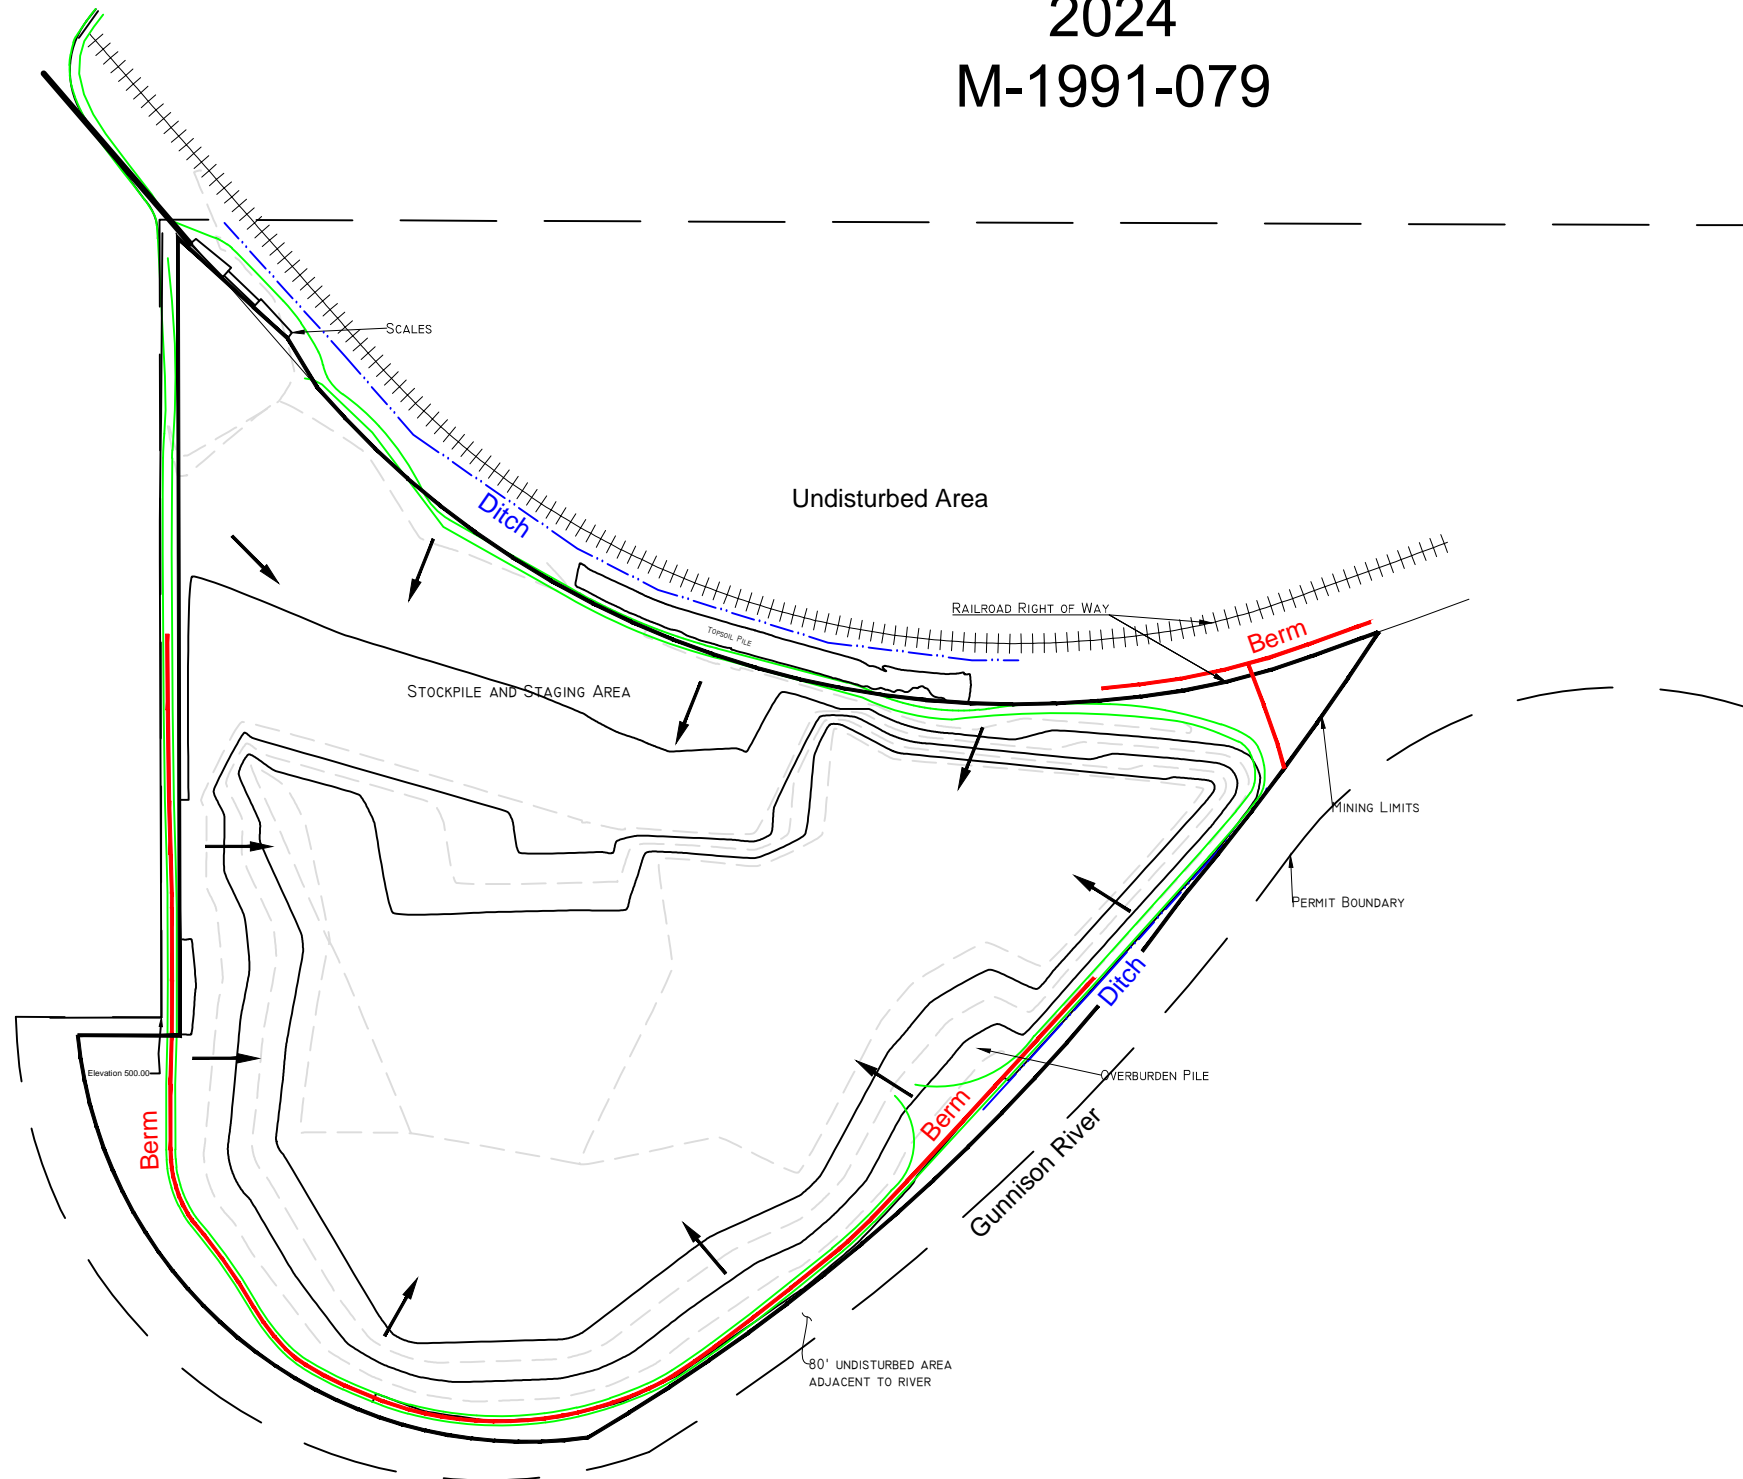 2024
M-1991-079
SCALES
Ditch
Undisturbed Area
RAILROAD RIGHT OF WAY
Berm
TOPSOIL PILE
STOCKPILE AND STAGING AREA
MINING LIMITS
PERMIT BOUNDARY
Ditch
Elevation 500.00
OVERBURDEN PILE
Berm
Berm
Gunnison River
80' UNDISTURBED AREA
ADJACENT TO RIVER